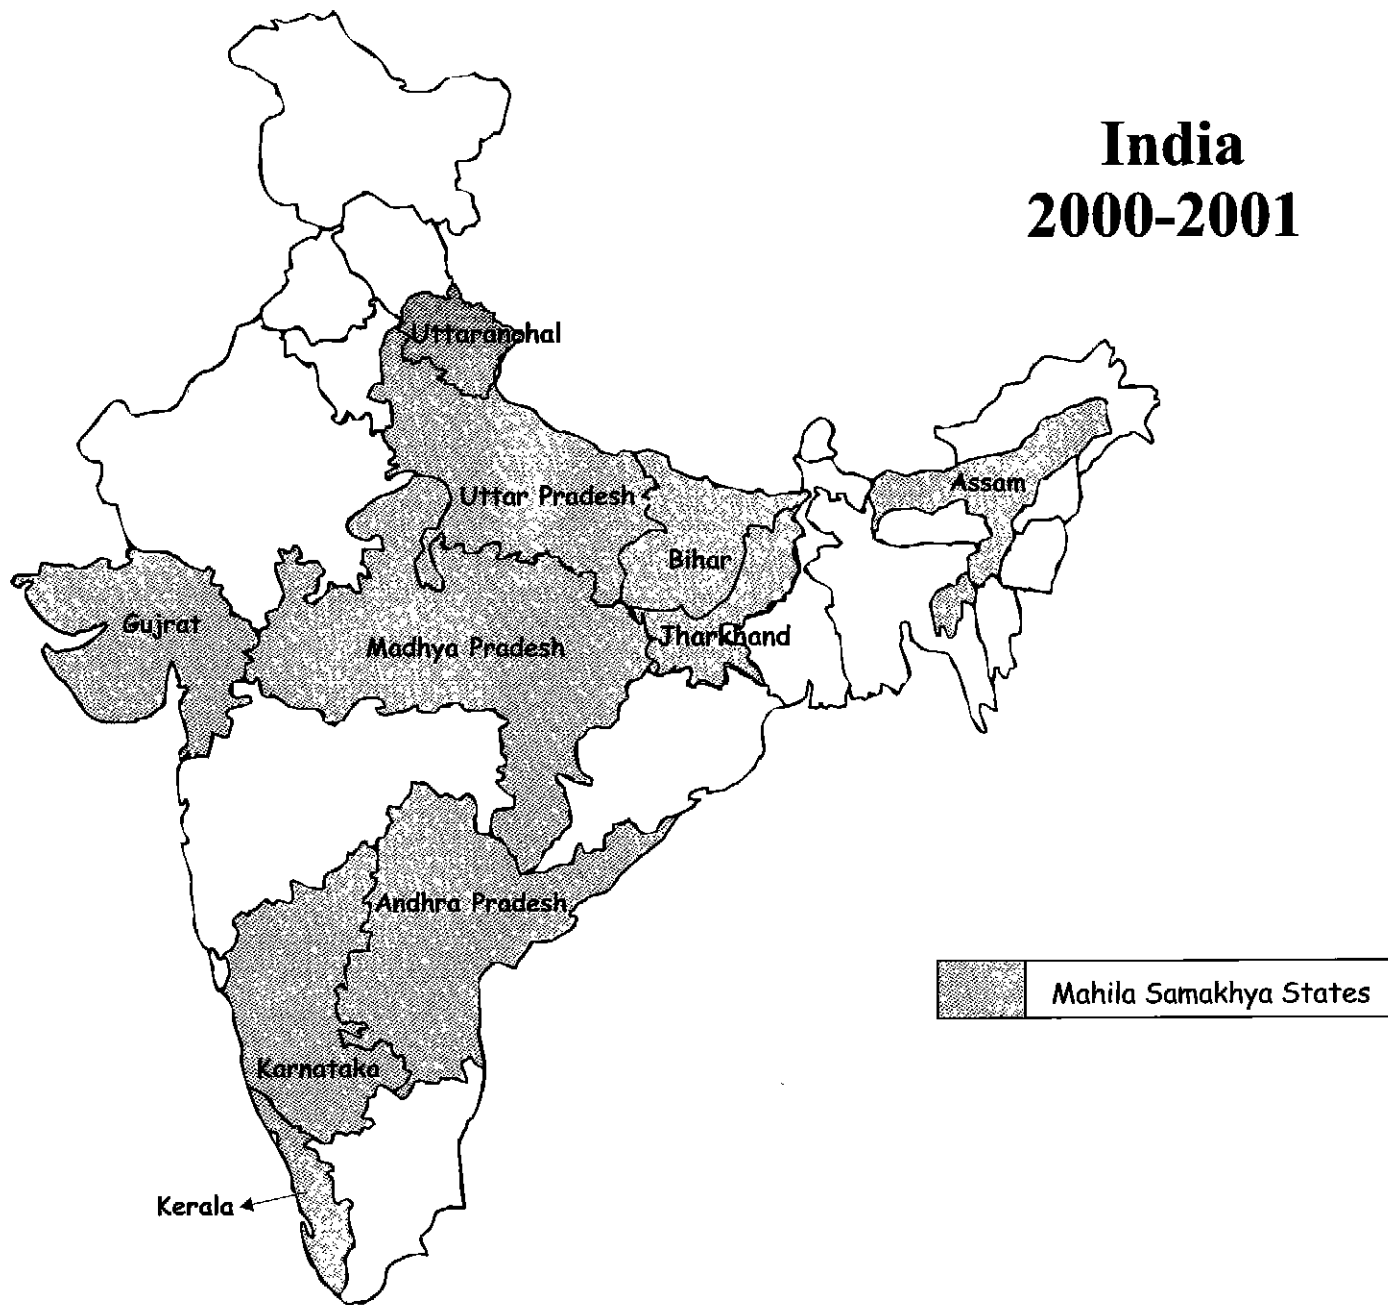 India
2000-2001
Uttaranchal
Uttar Pradesh
Assam
Bihar
Gujrat
Jharkhand
Madhya Pradesh
Andhra Pradesh
Mahila Samakhya States
Karnataka
Kerala